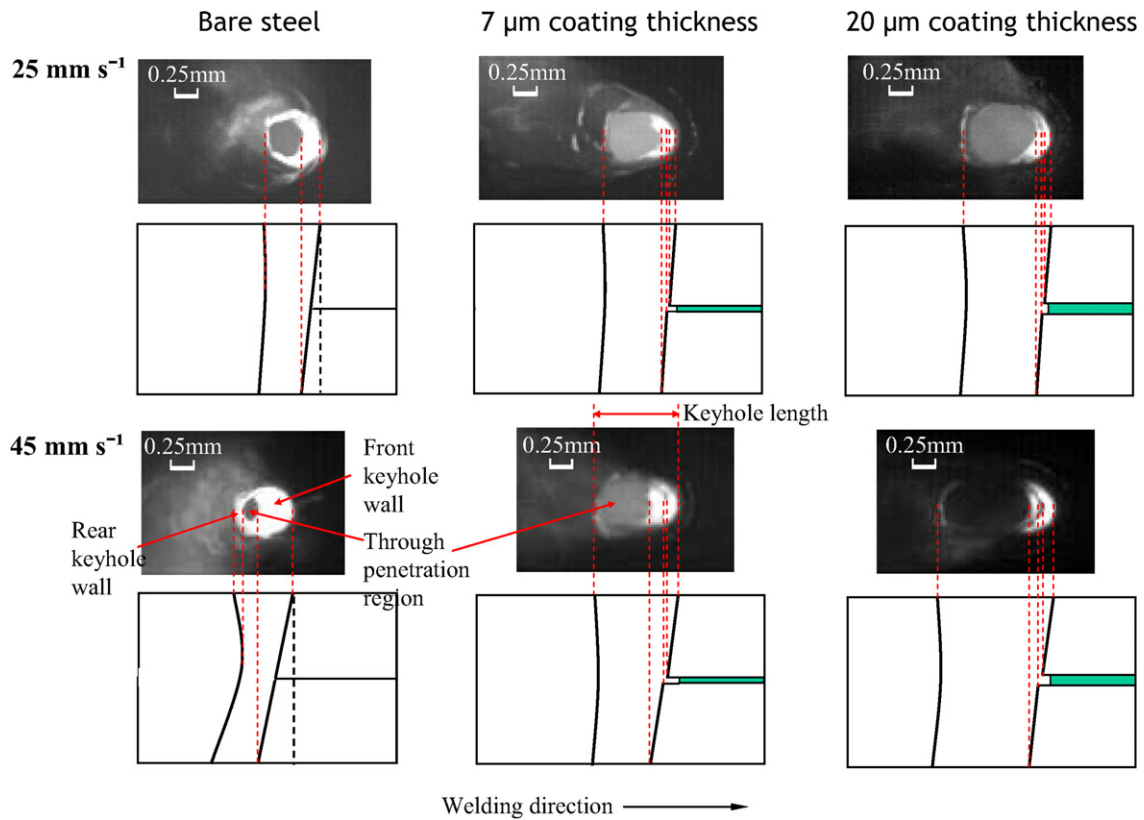 Bare steel
7 µm coating thickness
20 µm coating thickness
25 mm s⁻¹
0.25mm
0.25mm
0.25mm
Keyhole length
45 mm s⁻¹
0.25mm
0.25mm
0.25mm
Front
keyhole
wall
Rear
keyhole
wall
Through
penetration
region
Welding direction